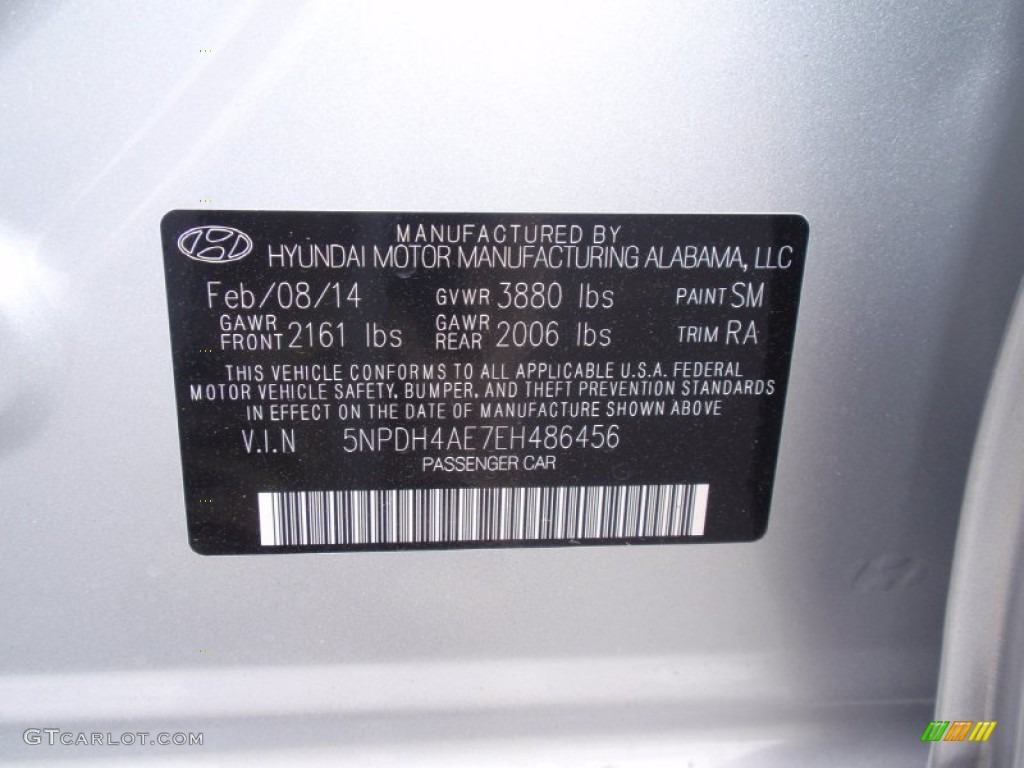 MANUFACTURED BY
HYUNDAI MOTOR MANUFACTURING ALABAMA, LLC
Feb/08/14 GVWR 3880 lbs PAINT SM
GAWR FRONT 2161 lbs GAWR REAR 2006 lbs TRIM RA
THIS VEHICLE CONFORMS TO ALL APPLICABLE U.S.A. FEDERAL
MOTOR VEHICLE SAFETY, BUMPER, AND THEFT PREVENTION STANDARDS
IN EFFECT ON THE DATE OF MANUFACTURE SHOWN ABOVE
V.I.N 5NPDH4AE7EH486456
PASSENGER CAR
GTCARLOT.COM